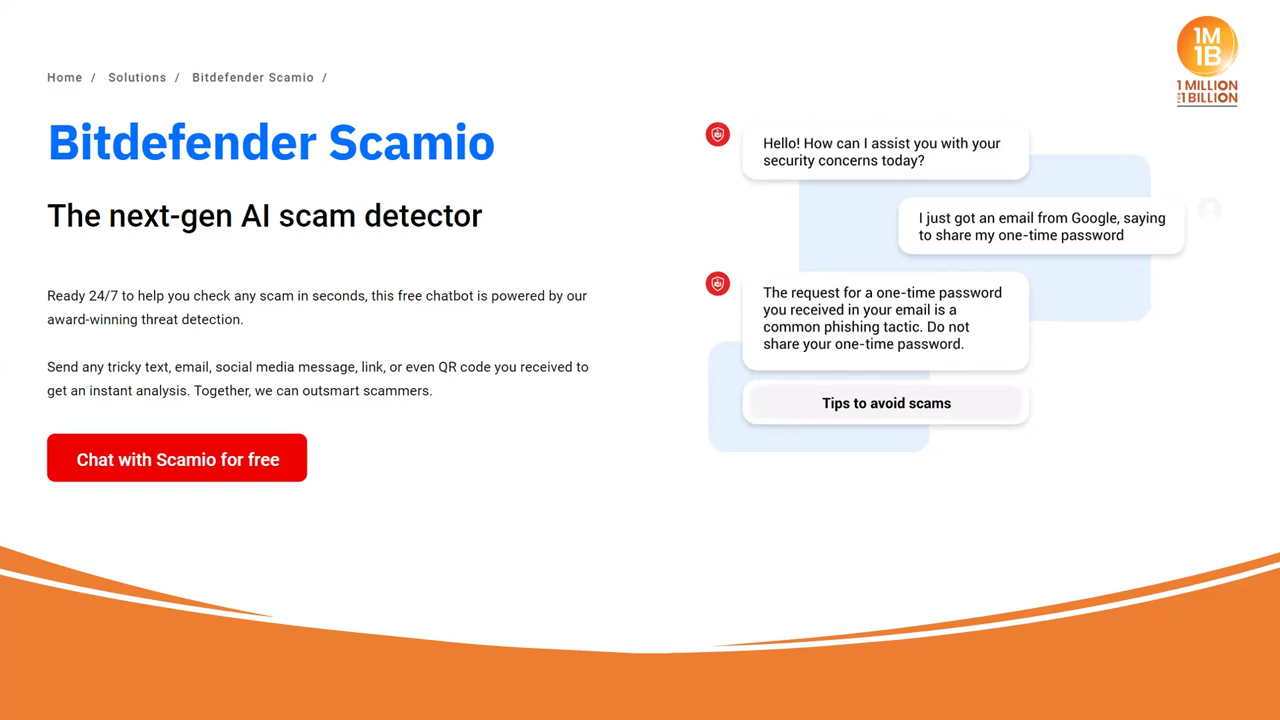 Home / Solutions / Bitdefender Scamio /
Bitdefender Scamio
The next-gen AI scam detector
Ready 24/7 to help you check any scam in seconds, this free chatbot is powered by our
award-winning threat detection.
Send any tricky text, email, social media message, link, or even QR code you received to
get an instant analysis. Together, we can outsmart scammers.
Chat with Scamio for free
1M
1B
1 MILLION
FOR 1 BILLION
Hello! How can I assist you with your
security concerns today?
I just got an email from Google, saying
to share my one-time password
The request for a one-time password
you received in your email is a
common phishing tactic. Do not
share your one-time password.
Tips to avoid scams